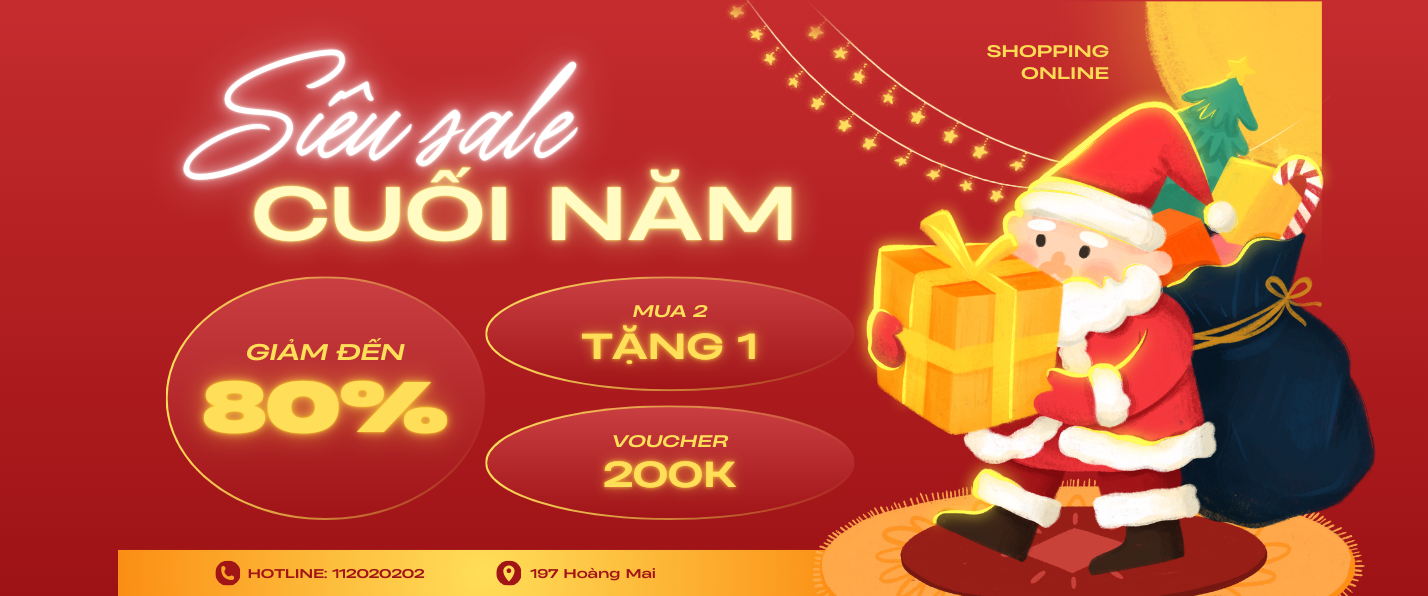 SHOPPING
ONLINE
Siêu sale
CUỐI NĂM
GIẢM ĐẾN
80%
MUA 2
TẶNG 1
VOUCHER
200K
HOTLINE: 112020202
197 Hoàng Mai